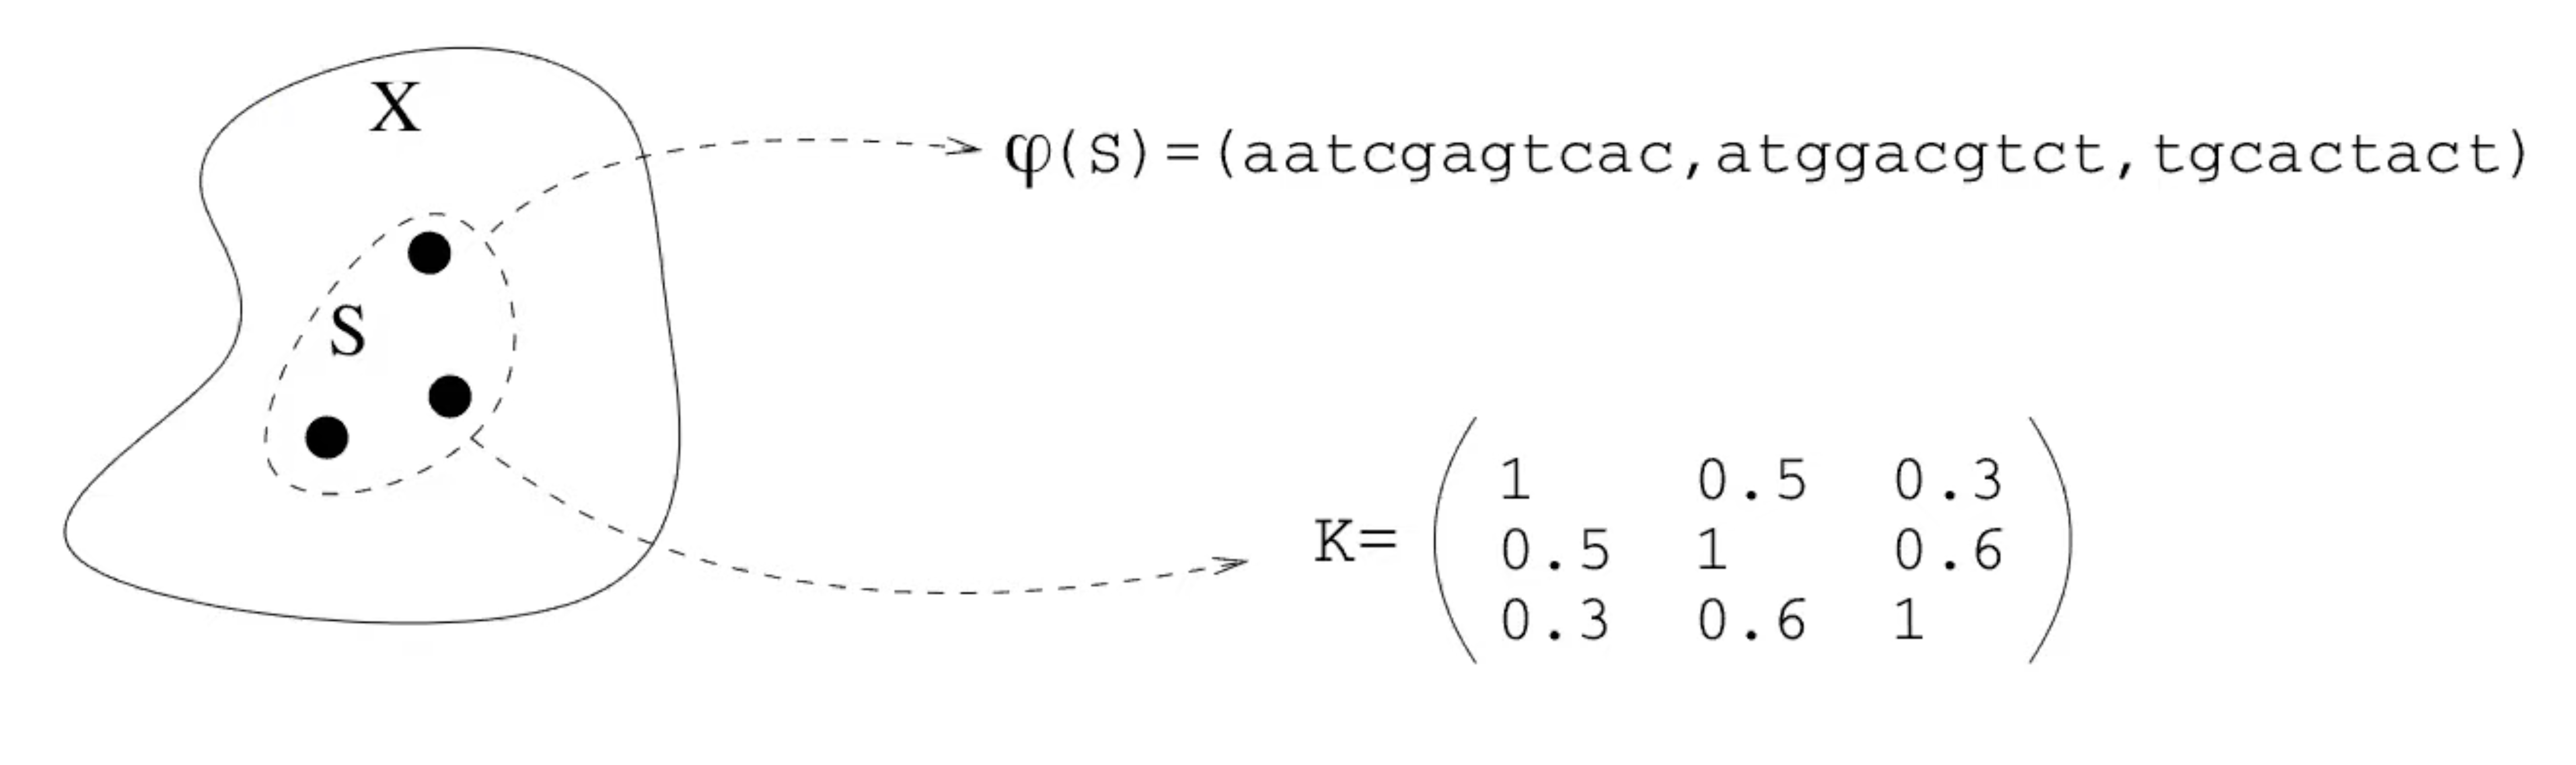 X
φ(S)=(aatcgagtcac,atggacgtct,tgcactact)
S
1 0.5 0.3
K= 0.5 1 0.6
0.3 0.6 1